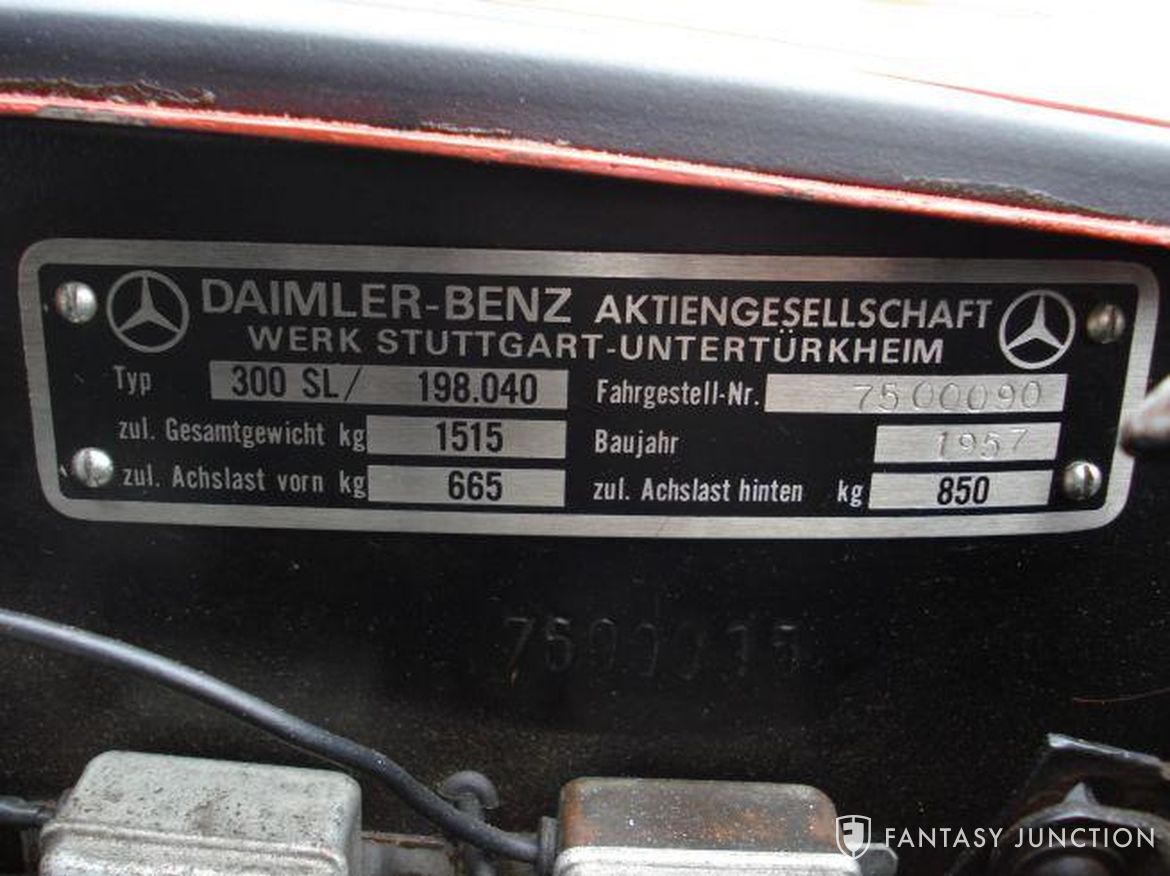 DAIMLER-BENZ AKTIENGESELLSCHAFT
WERK STUTTGART-UNTERTÜRKHEIM
Typ 300 SL/ 198.040 Fahrgestell-Nr. 7500090
zul. Gesamtgewicht kg 1515 Baujahr 1957
zul. Achslast vorn kg 665 zul. Achslast hinten kg 850
FANTASY JUNCTION